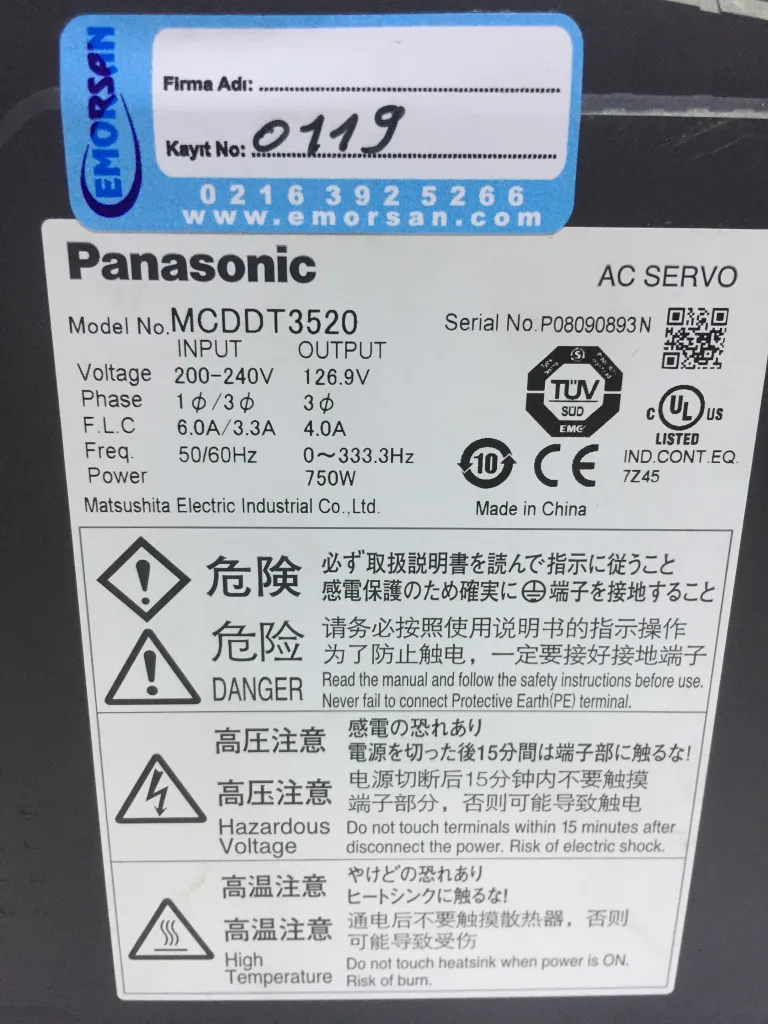 EMORSAN
Firma Adı:
Kayıt No: 0119
0216 392 5266
www.emorsan.com
Panasonic
AC SERVO
Model No. MCDDT3520
Serial No. P08090893N
INPUT OUTPUT
Voltage 200-240V 126.9V
Phase 1ϕ/3ϕ 3ϕ
F.L.C 6.0A/3.3A 4.0A
Freq. 50/60Hz 0～333.3Hz
Power 750W
TÜV
SÜD
EMC
C UL US
LISTED
IND.CONT.EQ.
7Z45
10
CE
Matsushita Electric Industrial Co.,Ltd.
Made in China
危険
必ず取扱説明書を読んで指示に従うこと
感電保護のため確実に⏚端子を接地すること
危险
请务必按照使用说明书的指示操作
为了防止触电，一定要接好接地端子
DANGER
Read the manual and follow the safety instructions before use.
Never fail to connect Protective Earth(PE) terminal.
高圧注意
感電の恐れあり
電源を切った後15分間は端子部に触るな!
高压注意
电源切断后15分钟内不要触摸
端子部分，否则可能导致触电
Hazardous
Voltage
Do not touch terminals within 15 minutes after
disconnect the power. Risk of electric shock.
高温注意
やけどの恐れあり
ヒートシンクに触るな!
高温注意
通电后不要触摸散热器，否则
可能导致受伤
High
Temperature
Do not touch heatsink when power is ON.
Risk of burn.